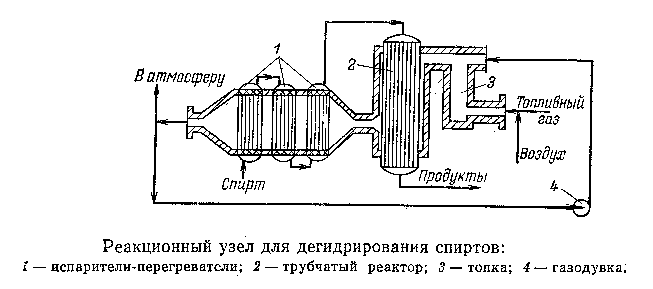 1
2
В атмосферу
3
Топливный
газ
Воздух
Спирт
Продукты
4
Реакционный узел для дегидрирования спиртов:
1 — испарители-перегреватели; 2 — трубчатый реактор; 3 — топка; 4 — газодувка;